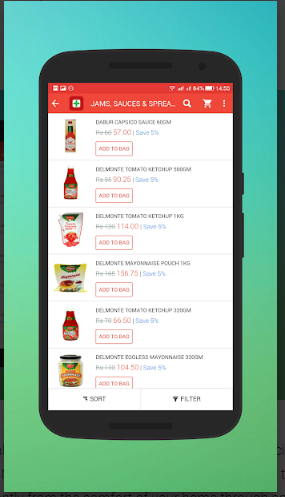 84% 14:55
JAMS, SAUCES & SPREA...
DABUR CAPSICO SAUCE 60GM
Rs 60 57.00 | Save 5%
ADD TO BAG
DELMONTE TOMATO KETCHUP 500GM
Rs 95 90.25 | Save 5%
ADD TO BAG
DELMONTE TOMATO KETCHUP 1KG
Rs 120 114.00 | Save 5%
ADD TO BAG
DELMONTE MAYONNAISE POUCH 1KG
Rs 165 156.75 | Save 5%
ADD TO BAG
DELMONTE TOMATO KETCHUP 320GM
Rs 70 66.50 | Save 5%
ADD TO BAG
DELMONTE EGGLESS MAYONNAISE 330GM
Rs 110 104.50 | Save 5%
ADD TO BAG
SORT
FILTER